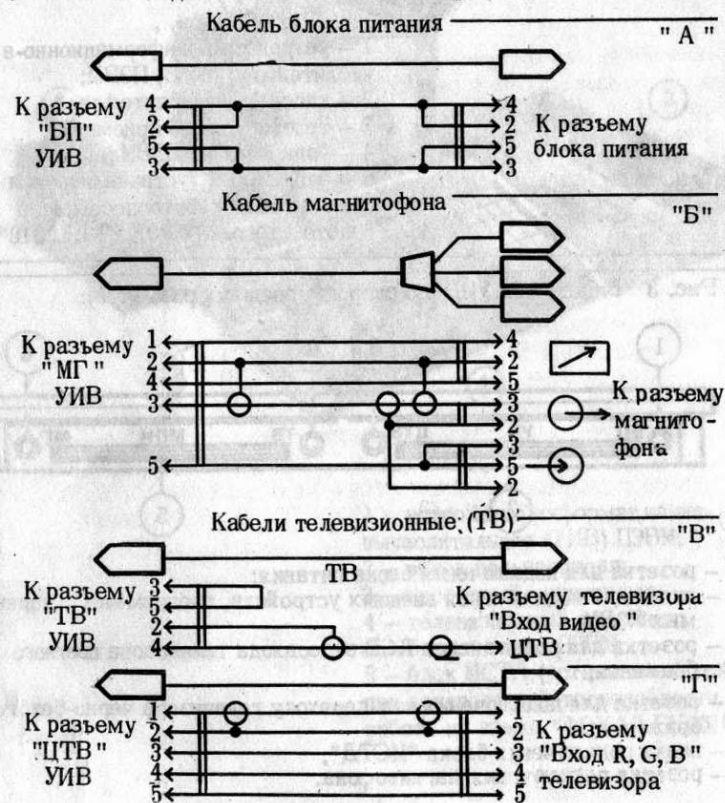 Кабель блока питания
"А"
К разъему
"БП"
УИВ
4
2
5
3
4
2
5
3
К разъему
блока питания
Кабель магнитофона
"Б"
К разъему
"МГ"
УИВ
1
2
4
3
5
4
2
5
3
2
3
5
2
К разъему
магнито-
фона
Кабели телевизионные, (ТВ)
"В"
ТВ
К разъему
"ТВ"
УИВ
3
1
2
4
К разъему телевизора
"Вход видео"
ЦТВ
"Г"
К разъему
"ЦТВ"
УИВ
1
2
3
4
5
1
2
3
4
5
К разъему
"Вход R, G, B"
телевизора